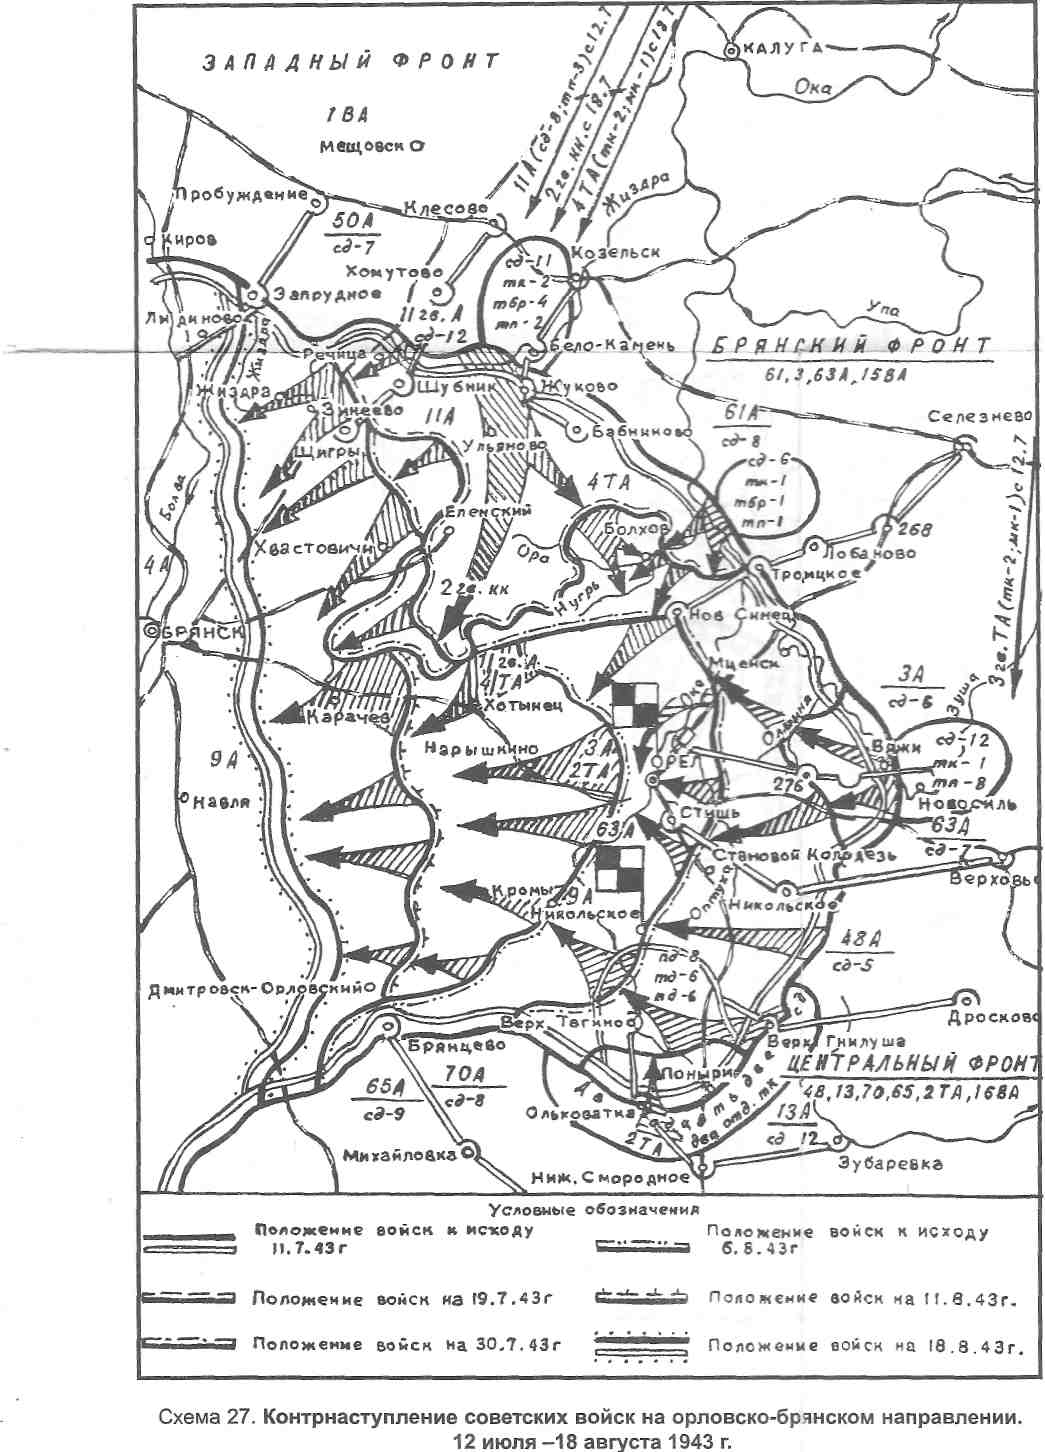 ЗАПАДНЫЙ ФРОНТ
1ВА
Мещовск
КАЛУГА
Ока
11А(сд-8;тп-3)с12.7
2гв.кк.с 18.7
4ТА(тк-2;мк-1)с18.7
Жиздра
Пробуждение
Клесово
50А
сд-7
Киров
Хомутово
Козельск
сд-11
тк-2
тбр-4
тп-2
Запрудное
11гв.А
сд-12
Людиново
Жиздра
Упа
Речица
Бело-Камень
БРЯНСКИЙ ФРОНТ
61,3,63А,15ВА
Жиздра
Шубник
Жуково
Зикеево
11А
Бабниково
61А
сд-8
Селезнево
Щигры
Ульяново
сд-6
тк-1
тбр-1
тп-1
Болва
4ТА
Еленский
Болхов
268
Хвастовичи
Ора
Лобаново
Троицкое
4А
2гв.кк
Нугрь
Нов Синец
БРЯНСК
3гв.ТА(тк-2;мк-1)с12.7
11гв.А
4ТА
Мценск
3А
сд-6
Зуша
Карачев
Хотынец
Ока
Нарышкино
3А
2ТА
Вяжи
сд-12
тк-1
тп-8
9А
ОРЕЛ
276
Новосиль
Навля
Стишь
63А
63А
сд-7
Становой Колодезь
Верховье
Кромы
29А
Оптуха
Никольское
Никольское
48А
сд-5
пд-8
тд-6
мд-6
Дмитровск-Орловский
Верх. Тагино
Дросково
Верх. Гнилуша
Брянцево
Поныри
ЦЕНТРАЛЬНЫЙ ФРОНТ
48,13,70,65,2ТА,16ВА
65А
сд-9
70А
сд-8
Ольховатка
два отд. тк
13А
сд 12
2ТА
Михайловка
Зубаревка
Ниж. Смородное
Условные обозначения
Положение войск к исходу
11.7.43г
Положение войск к исходу
6.8.43г
Положение войск на 19.7.43г
Положение войск на 11.8.43г.
Положение войск на 30.7.43г
Положение войск на 18.8.43г.
Схема 27. Контрнаступление советских войск на орловско-брянском направлении.
12 июля –18 августа 1943 г.